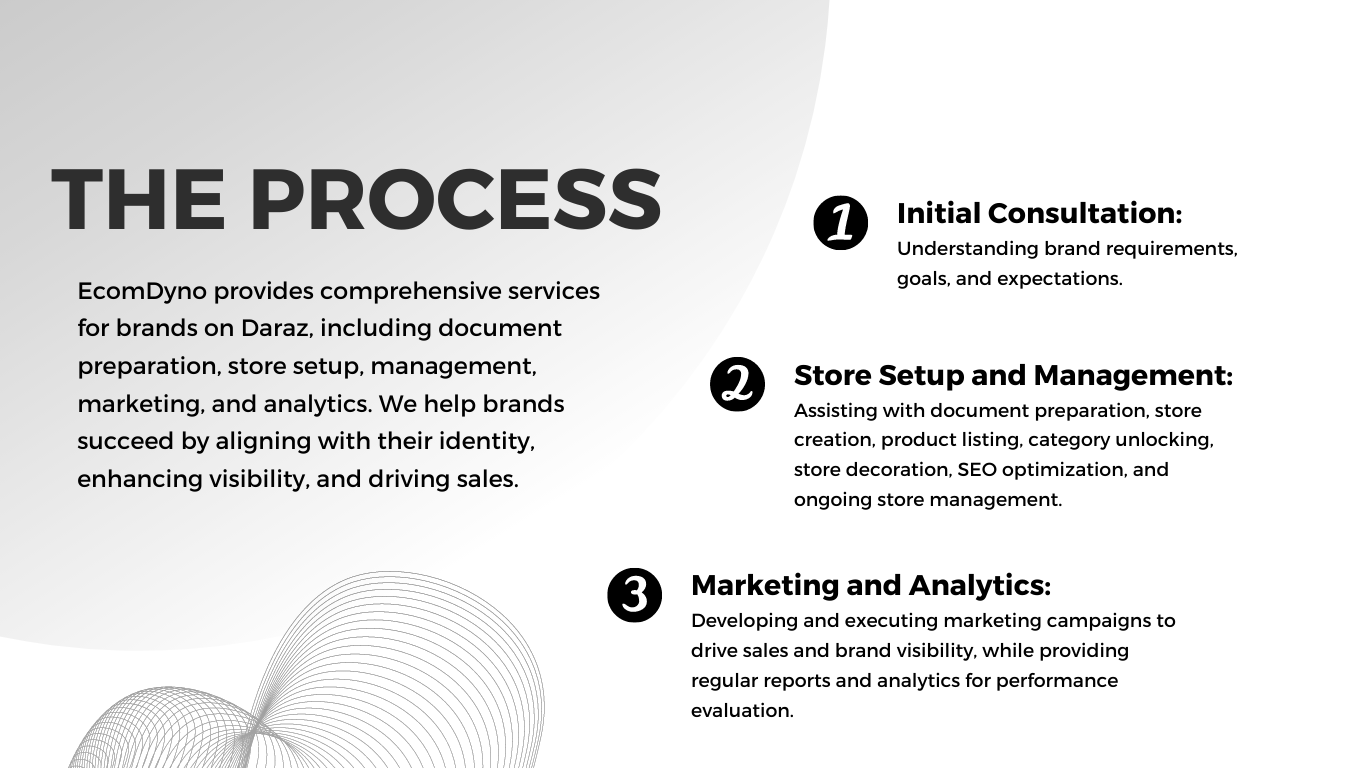 THE PROCESS
EcomDyno provides comprehensive services
for brands on Daraz, including document
preparation, store setup, management,
marketing, and analytics. We help brands
succeed by aligning with their identity,
enhancing visibility, and driving sales.
1
Initial Consultation:
Understanding brand requirements,
goals, and expectations.
2
Store Setup and Management:
Assisting with document preparation, store
creation, product listing, category unlocking,
store decoration, SEO optimization, and
ongoing store management.
3
Marketing and Analytics:
Developing and executing marketing campaigns to
drive sales and brand visibility, while providing
regular reports and analytics for performance
evaluation.